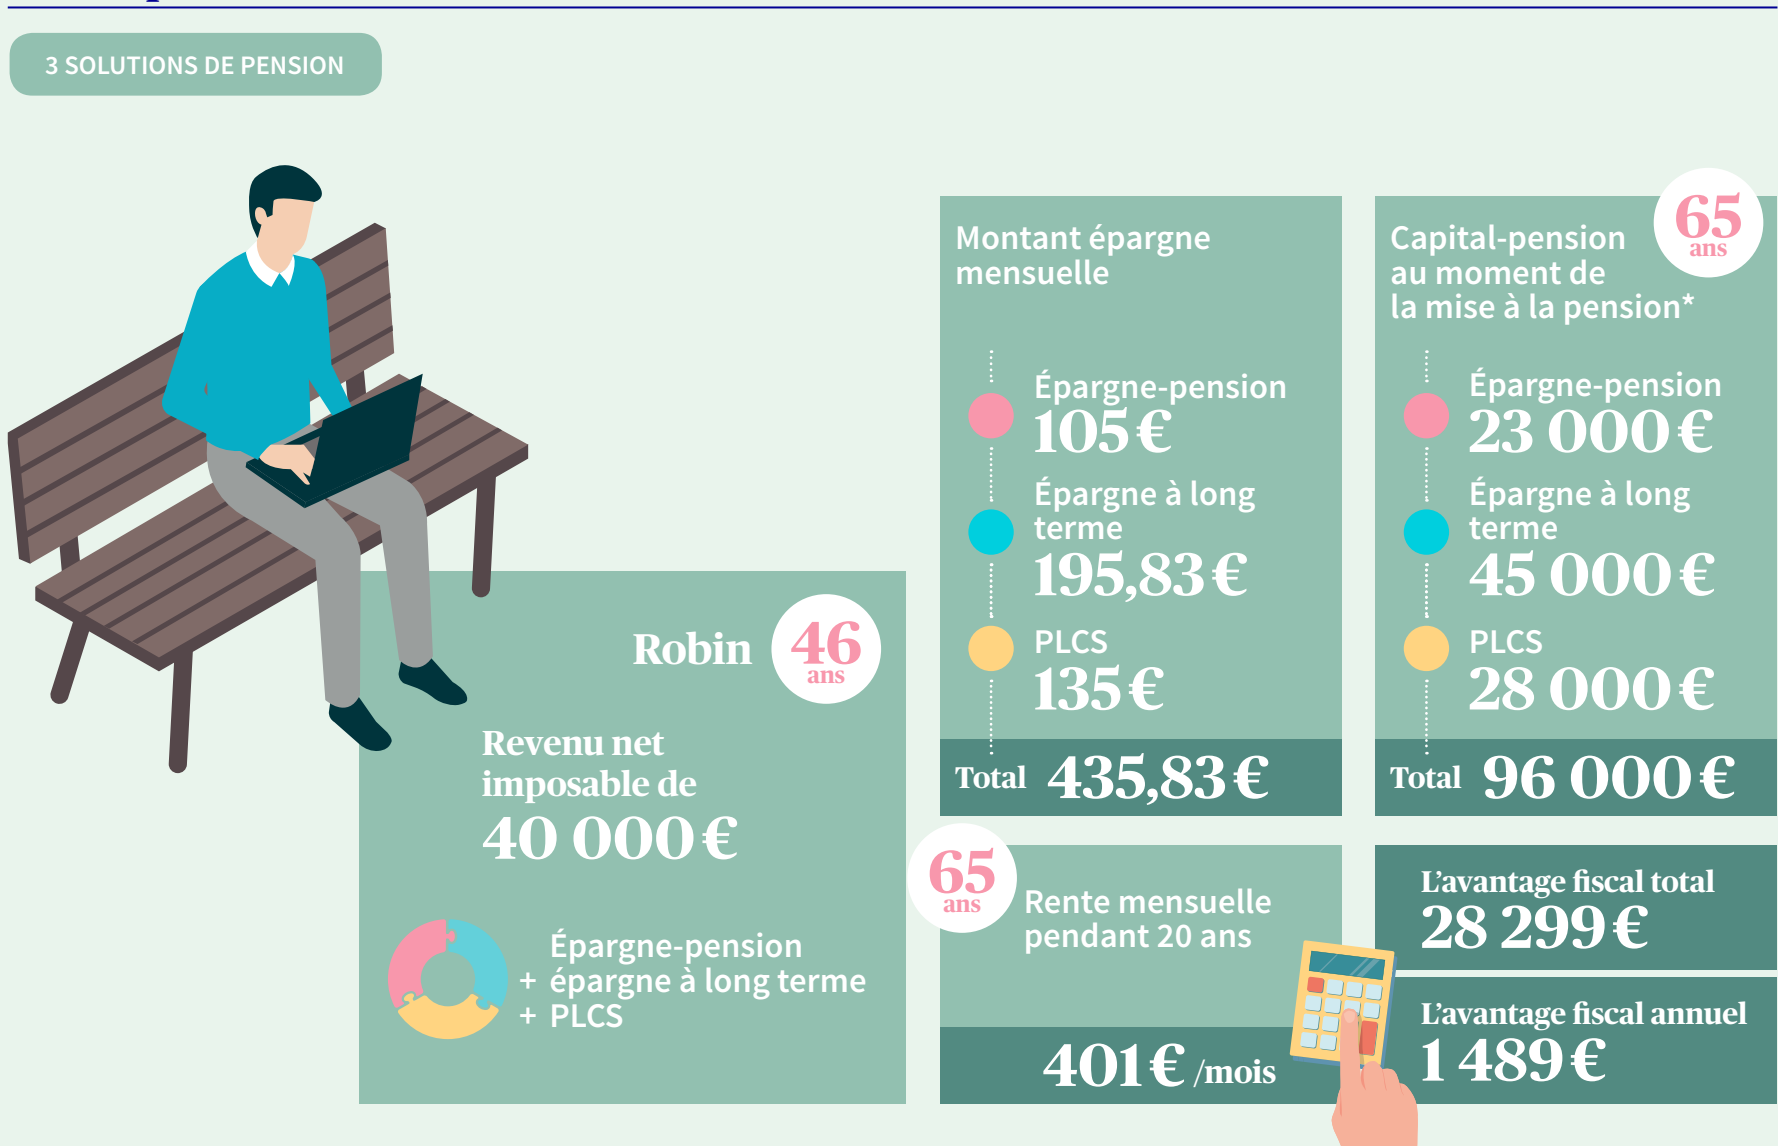 3 SOLUTIONS DE PENSION
Robin
46
ans
Revenu net
imposable de
40 000 €
Épargne-pension
+ épargne à long terme
+ PLCS
Montant épargne
mensuelle
Épargne-pension
105 €
Épargne à long
terme
195,83 €
PLCS
135 €
Total 435,83 €
65
ans
Capital-pension
au moment de
la mise à la pension*
Épargne-pension
23 000 €
Épargne à long
terme
45 000 €
PLCS
28 000 €
Total 96 000 €
65
ans
Rente mensuelle
pendant 20 ans
401 € /mois
L'avantage fiscal total
28 299 €
L'avantage fiscal annuel
1 489 €